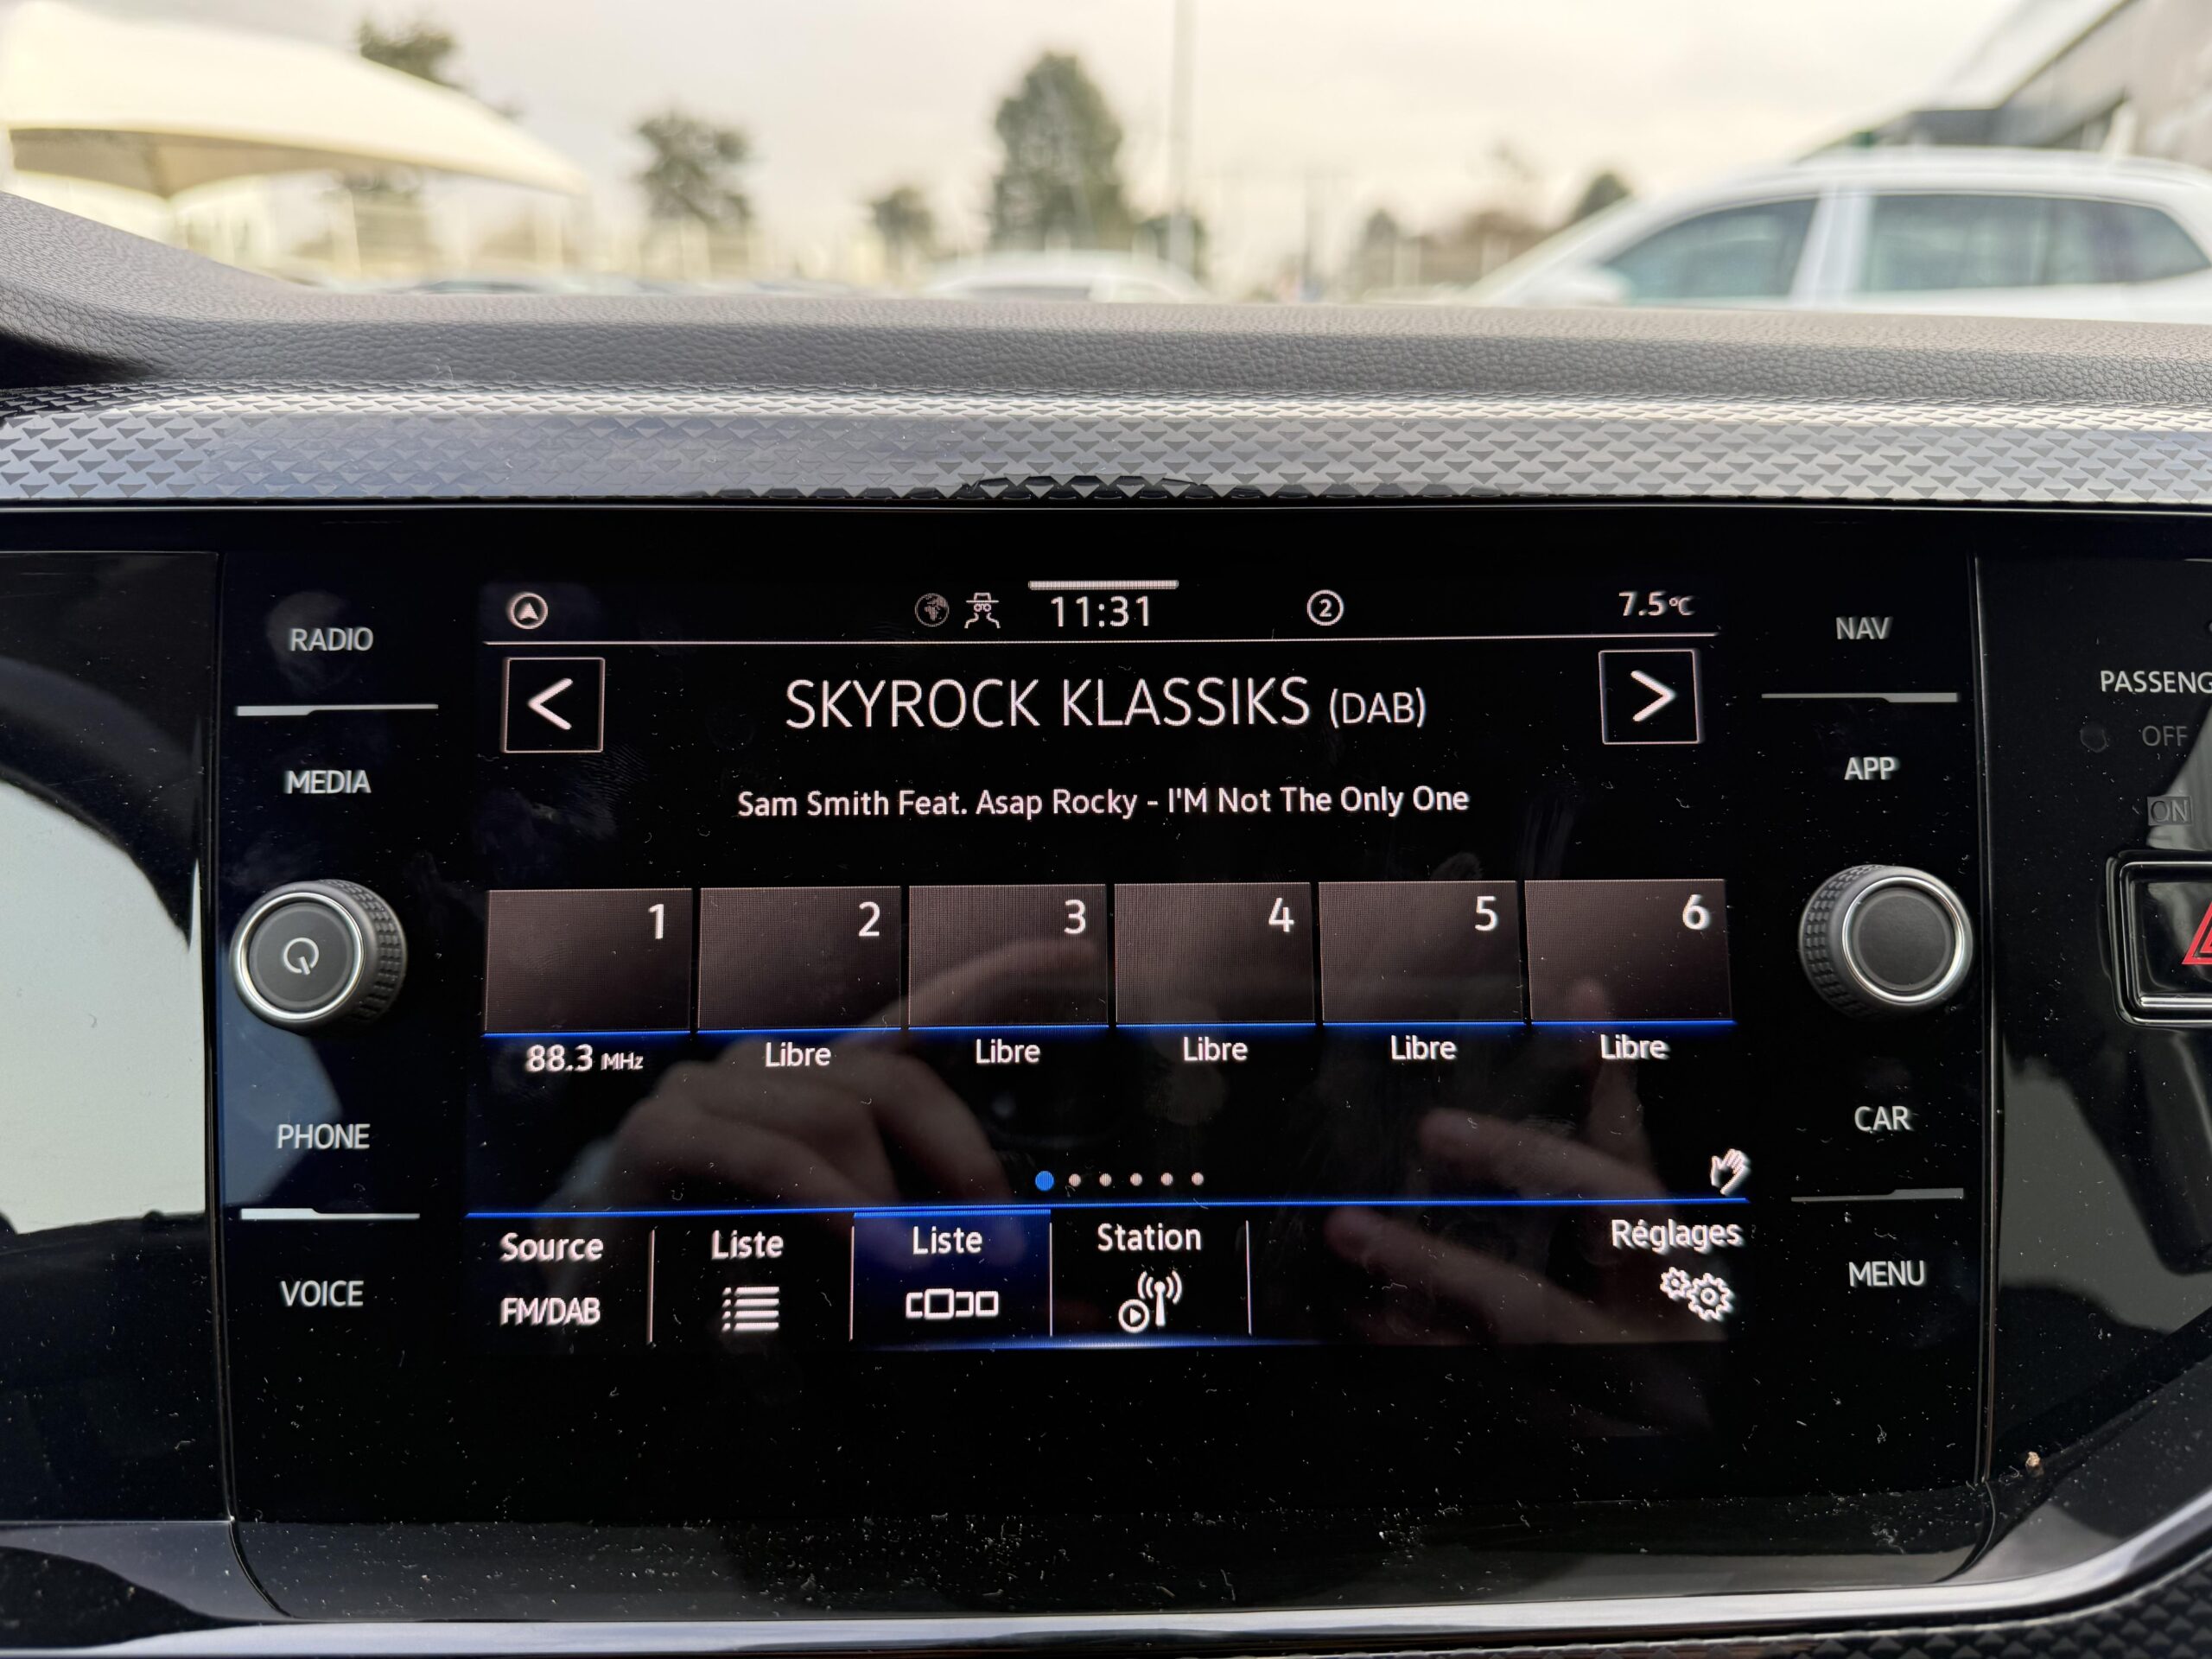 11:31
2
7.5°C
RADIO
NAV
< SKYROCK KLASSIKS (DAB) >
PASSENG
OFF
MEDIA
APP
Sam Smith Feat. Asap Rocky - I'M Not The Only One
ON
1 2 3 4 5 6
88.3 MHz Libre Libre Libre Libre Libre
PHONE
CAR
Source Liste Liste Station Réglages
FM/DAB
VOICE
MENU